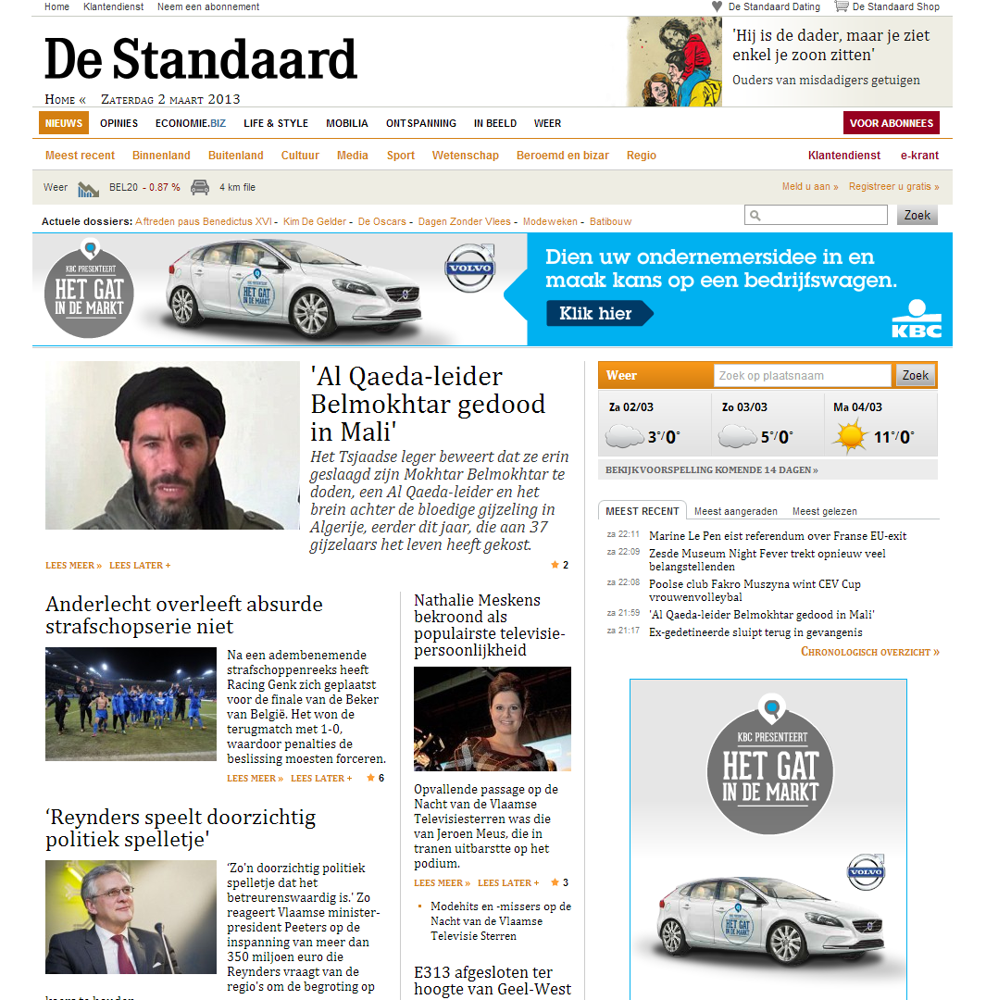 Home Klantendienst Neem een abonnement De Standaard Dating De Standaard Shop
De Standaard
'Hij is de dader, maar je ziet
enkel je zoon zitten'
Ouders van misdadigers getuigen
Home « Zaterdag 2 maart 2013
NIEUWS OPINIES ECONOMIE.BIZ LIFE & STYLE MOBILIA ONTSPANNING IN BEELD WEER VOOR ABONNEES
Meest recent Binnenland Buitenland Cultuur Media Sport Wetenschap Beroemd en bizar Regio Klantendienst e-krant
Weer BEL20 - 0.87 % 4 km file Meld u aan » Registreer u gratis »
Actuele dossiers: Aftreden paus Benedictus XVI - Kim De Gelder - De Oscars - Dagen Zonder Vlees - Modeweken - Batibouw Zoek
KBC PRESENTEERT
HET GAT
IN DE MARKT
HET GAT
IN DE MARKT
VOLVO
Dien uw ondernemersidee in en
maak kans op een bedrijfswagen.
Klik hier
KBC
'Al Qaeda-leider
Belmokhtar gedood
in Mali'
Het Tsjaadse leger beweert dat ze erin
geslaagd zijn Mokhtar Belmokhtar te
doden, een Al Qaeda-leider en het
brein achter de bloedige gijzeling in
Algerije, eerder dit jaar, die aan 37
gijzelaars het leven heeft gekost.
LEES MEER » LEES LATER + 2
Anderlecht overleeft absurde
strafschopserie niet
Na een adembenemende
strafschoppenreeks heeft
Racing Genk zich geplaatst
voor de finale van de Beker
van België. Het won de
terugmatch met 1-0,
waardoor penalties de
beslissing moesten forceren.
LEES MEER » LEES LATER + 6
'Reynders speelt doorzichtig
politiek spelletje'
'Zo'n doorzichtig politiek
spelletje dat het
betreurenswaardig is.' Zo
reageert Vlaamse minister-
president Peeters op de
inspanning van meer dan
350 miljoen euro die
Reynders vraagt van de
regio's om de begroting op
Nathalie Meskens
bekroond als
populairste televisie-
persoonlijkheid
Opvallende passage op de
Nacht van de Vlaamse
Televisiesterren was die
van Jeroen Meus, die in
tranen uitbarstte op het
podium.
LEES MEER » LEES LATER + 3
Modehits en -missers op de
Nacht van de Vlaamse
Televisie Sterren
E313 afgesloten ter
hoogte van Geel-West
Weer Zoek op plaatsnaam Zoek
Za 02/03 Zo 03/03 Ma 04/03
3°/0° 5°/0° 11°/0°
BEKIJK VOORSPELLING KOMENDE 14 DAGEN »
MEEST RECENT Meest aangeraden Meest gelezen
za 22:11 Marine Le Pen eist referendum over Franse EU-exit
za 22:09 Zesde Museum Night Fever trekt opnieuw veel
belangstellenden
za 22:08 Poolse club Fakro Muszyna wint CEV Cup
vrouwenvolleybal
za 21:59 'Al Qaeda-leider Belmokhtar gedood in Mali'
za 21:17 Ex-gedetineerde sluipt terug in gevangenis
Chronologisch overzicht »
KBC PRESENTEERT
HET GAT
IN DE MARKT
VOLVO
HET GAT
IN DE MARKT